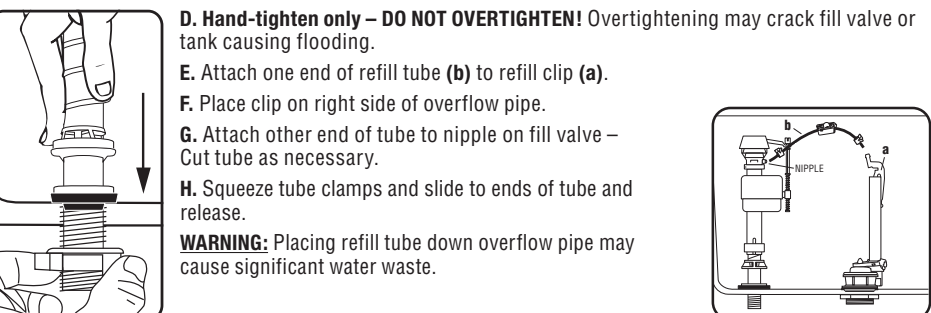 D. Hand-tighten only – DO NOT OVERTIGHTEN! Overtightening may crack fill valve or
tank causing flooding.
E. Attach one end of refill tube (b) to refill clip (a).
F. Place clip on right side of overflow pipe.
G. Attach other end of tube to nipple on fill valve –
Cut tube as necessary.
H. Squeeze tube clamps and slide to ends of tube and
release.
WARNING: Placing refill tube down overflow pipe may
cause significant water waste.
b
a
NIPPLE